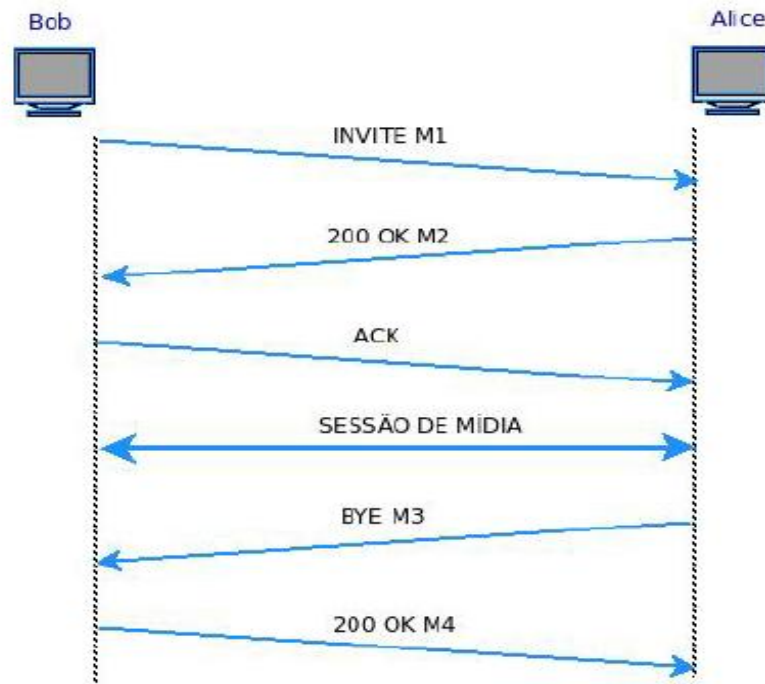 Bob
Alice
INVITE M1
200 OK M2
ACK
SESSÃO DE MÍDIA
BYE M3
200 OK M4